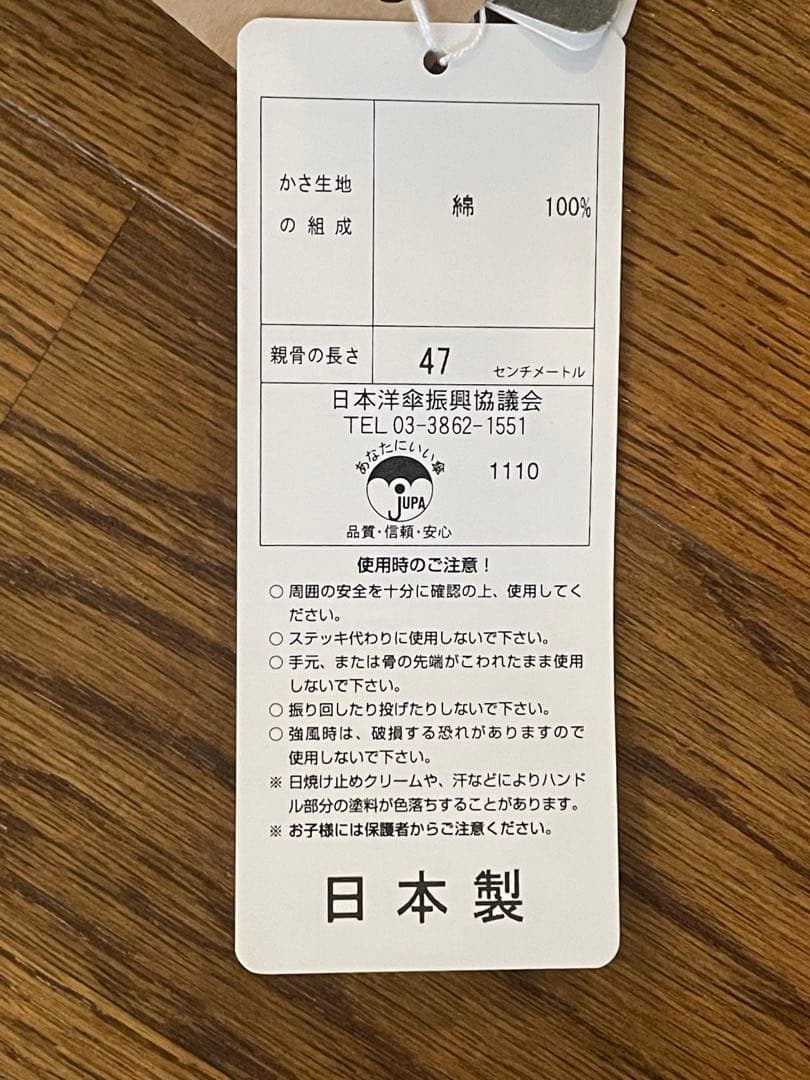 かさ生地
の組成
綿 100%
親骨の長さ 47 センチメートル
日本洋傘振興協議会
TEL 03-3862-1551
あなたにいい傘
JUPA
1110
品質・信頼・安心
使用時のご注意！
○ 周囲の安全を十分に確認の上、使用してく
ださい。
○ ステッキ代わりに使用しないで下さい。
○ 手元、または骨の先端がこわれたまま使用
しないで下さい。
○ 振り回したり投げたりしないで下さい。
○ 強風時は、破損する恐れがありますので
使用しないで下さい。
※ 日焼け止めクリームや、汗などによりハンド
ル部分の塗料が色落ちすることがあります。
※ お子様には保護者からご注意ください。
日本製